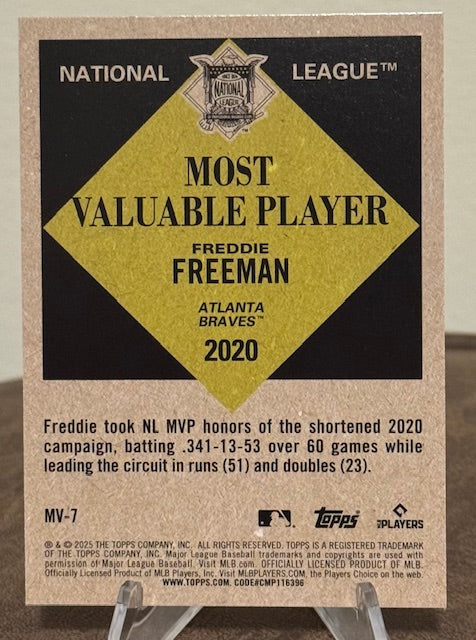 NATIONAL LEAGUE™
NATIONAL
LEAGUE
MOST
VALUABLE PLAYER
FREDDIE
FREEMAN
ATLANTA
BRAVES™
2020
Freddie took NL MVP honors of the shortened 2020
campaign, batting .341-13-53 over 60 games while
leading the circuit in runs (51) and doubles (23).
MV-7
Topps
PLAYERS
® & © 2025 THE TOPPS COMPANY, INC. ALL RIGHTS RESERVED. TOPPS IS A REGISTERED TRADEMARK
OF THE TOPPS COMPANY, INC. Major League Baseball trademarks and copyrights are used with
permission of Major League Baseball. Visit MLB.com. OFFICIALLY LICENSED PRODUCT OF MLB.
Officially Licensed Product of MLB Players, Inc. Visit MLBPLAYERS.COM, the Players Choice on the web.
WWW.TOPPS.COM. CODE#CMP116396